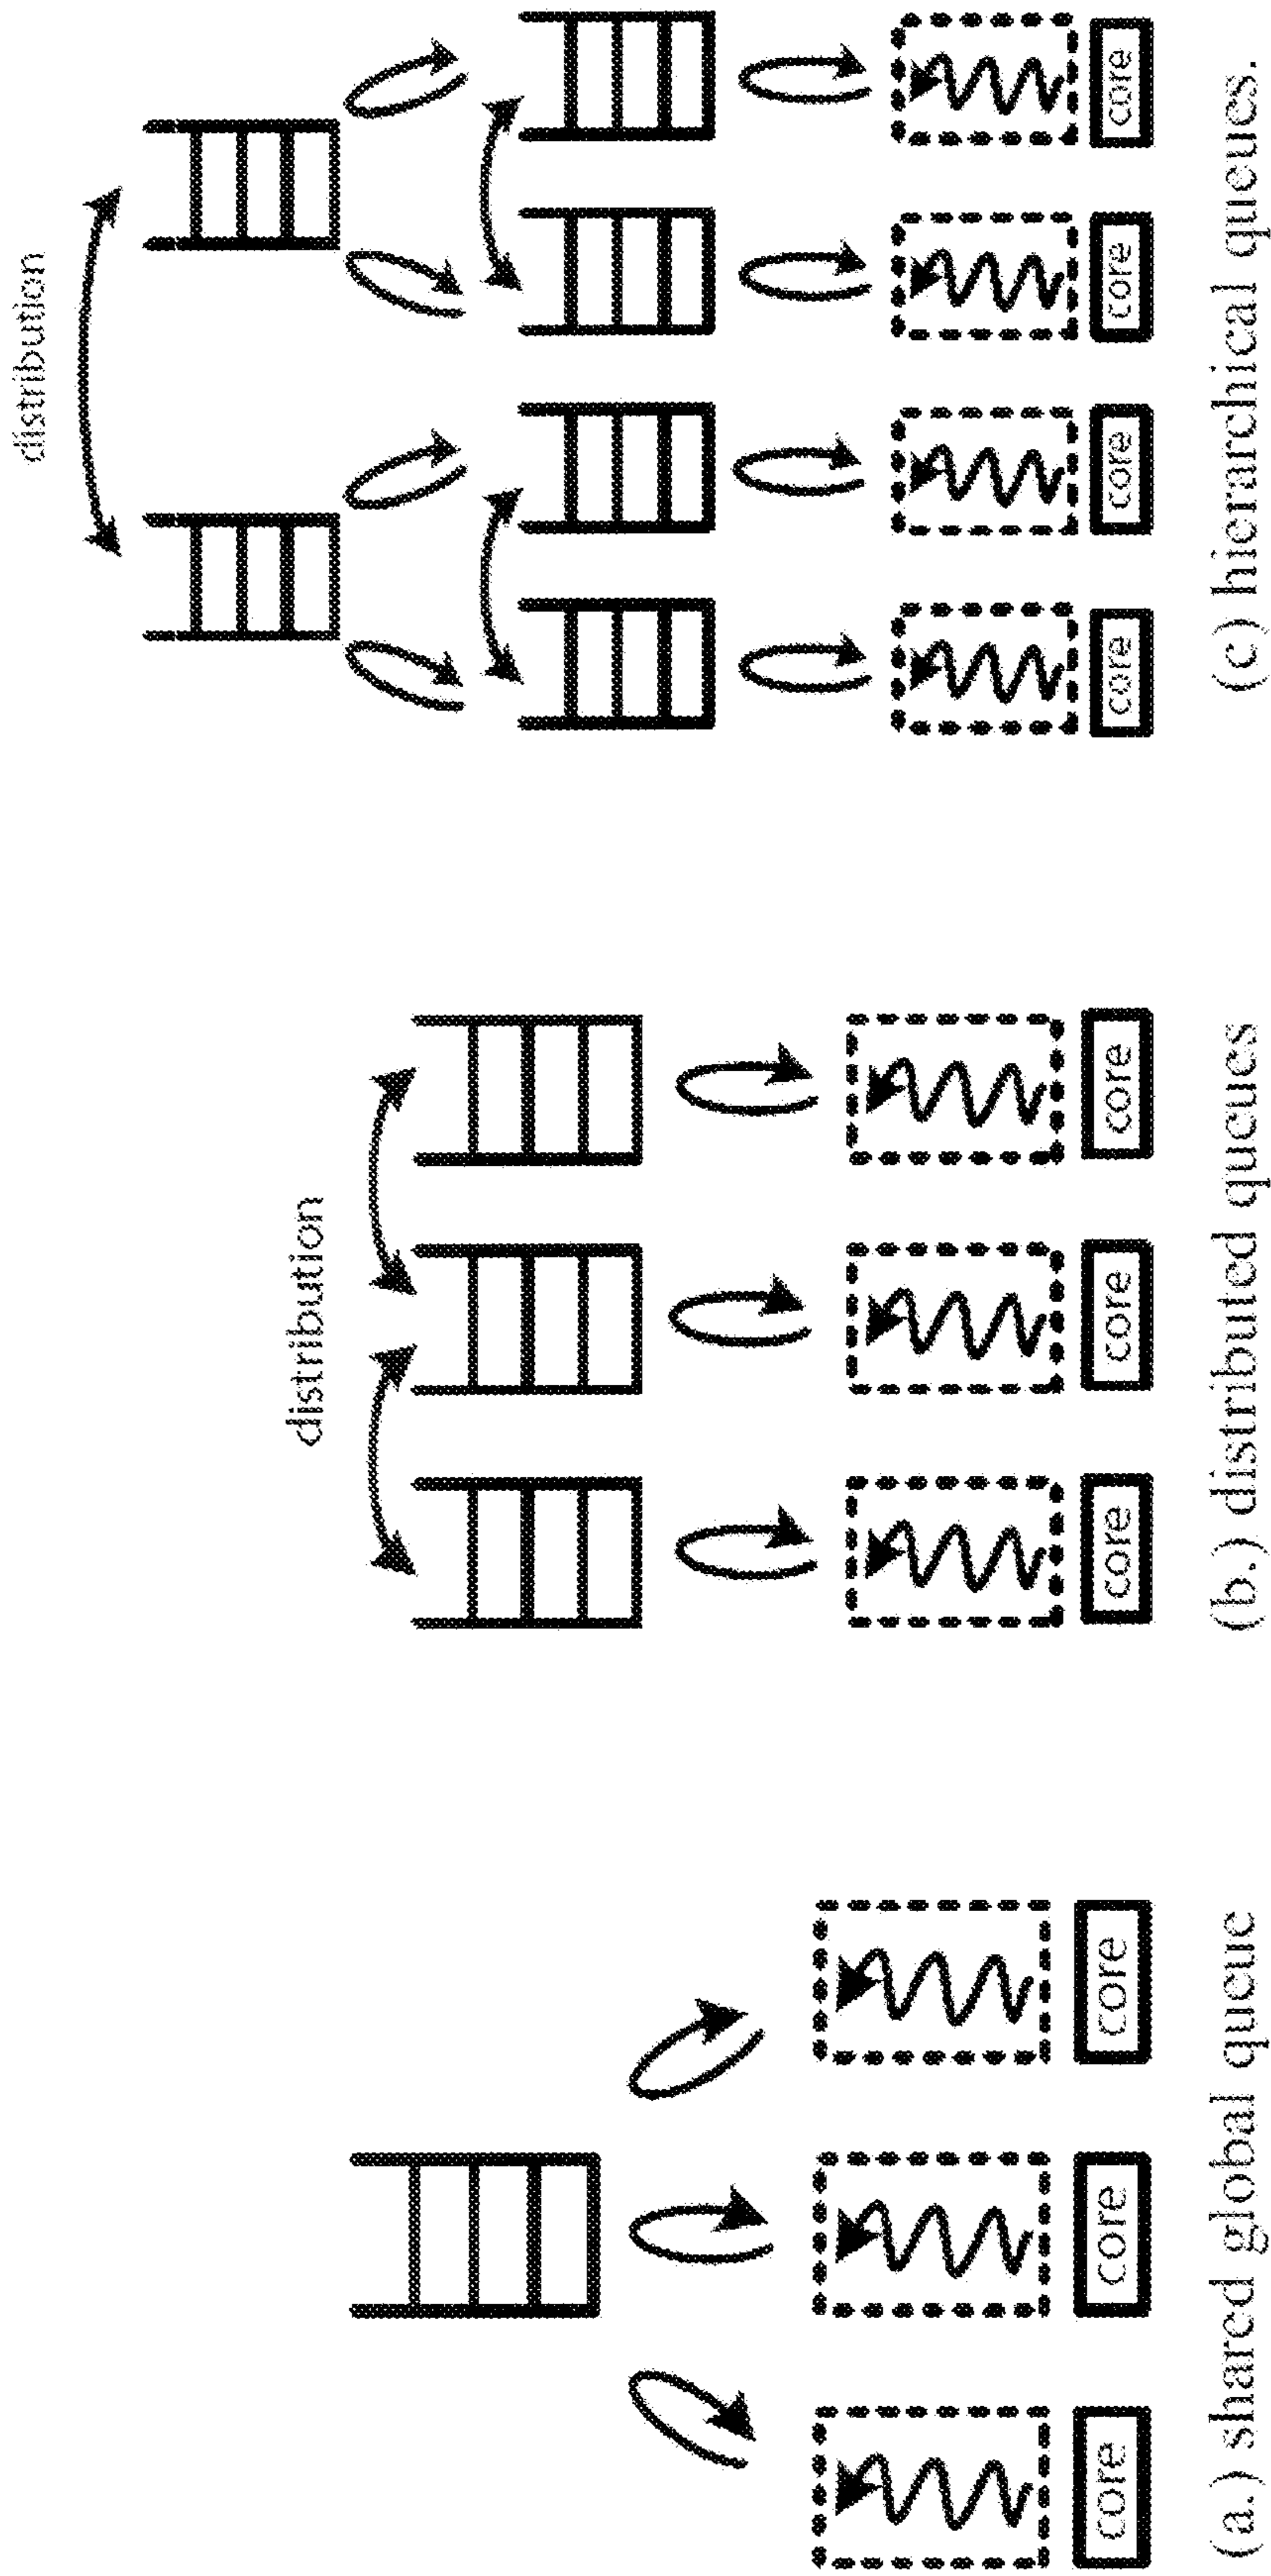 core
core
core
(a.) shared global queue
distribution
core
core
core
(b.) distributed queues
distribution
core
core
core
core
(c) hierarchical queues.